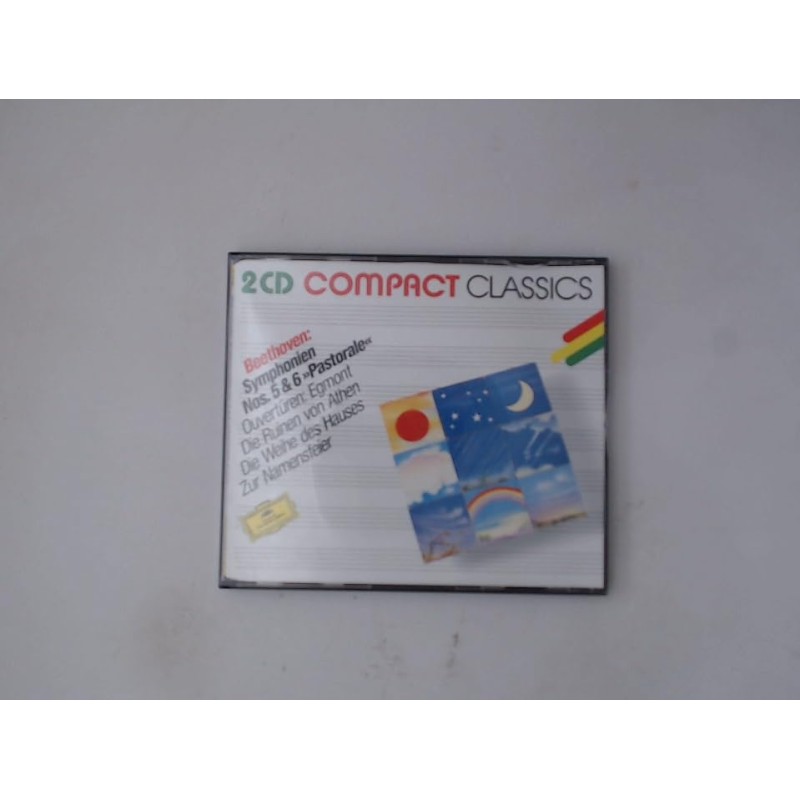 2CD COMPACT CLASSICS
Beethoven:
Symphonien
Nos. 5 & 6 »Pastorale«
Ouvertüren: Egmont
Die Ruinen von Athen
Die Weihe des Hauses
Zur Namensfeier